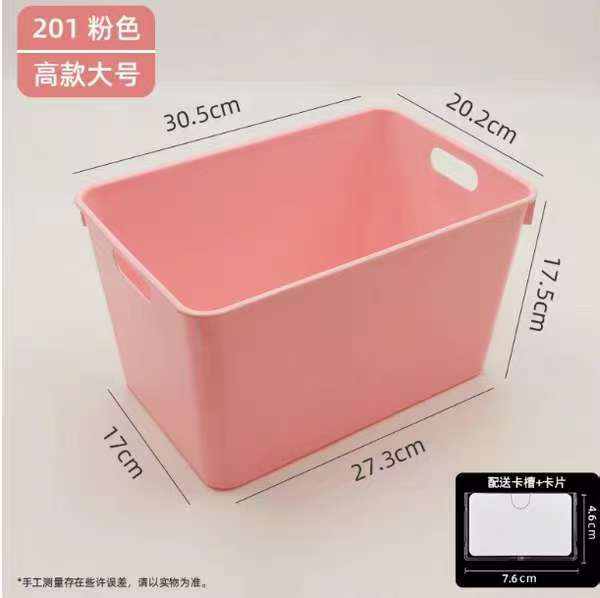 201 粉色
高款大号
30.5cm
20.2cm
17.5cm
17cm
27.3cm
配送卡槽+卡片
4.6cm
7.6cm
*手工测量存在些许误差，请以实物为准。